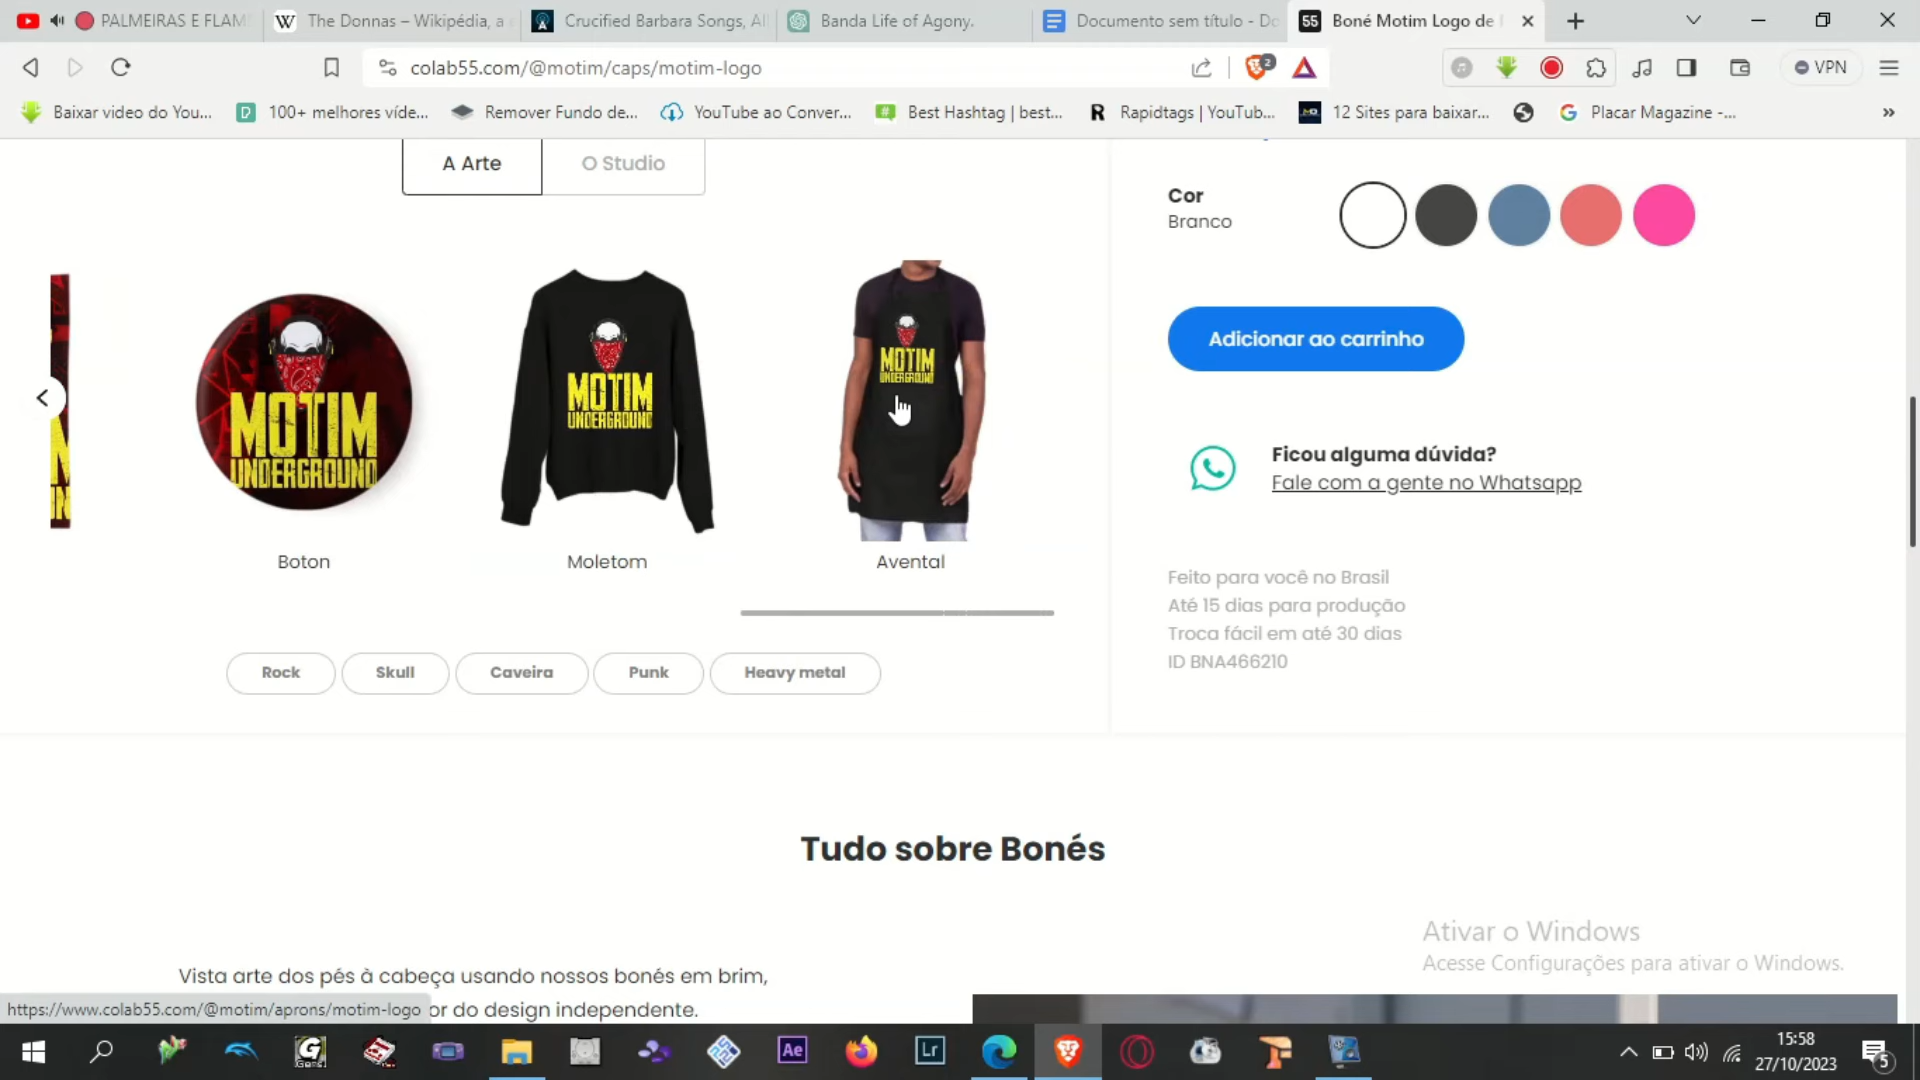 PALMEIRAS E FLAM
The Donnas – Wikipédia, a
Crucified Barbara Songs, Al
Banda Life of Agony.
Documento sem título - Do
55 Boné Motim Logo de
colab55.com/@motim/caps/motim-logo
2
VPN
Baixar video do You...
100+ melhores víde...
Remover Fundo de...
YouTube ao Conver...
Best Hashtag | best...
Rapidtags | YouTub...
12 Sites para baixar...
Placar Magazine -...
A Arte
O Studio
Cor
Branco
Adicionar ao carrinho
MOTIM
UNDERGROUND
MOTIM
UNDERGROUND
MOTIM
UNDERGROUND
Boton
Moletom
Avental
Ficou alguma dúvida?
Fale com a gente no Whatsapp
Feito para você no Brasil
Até 15 dias para produção
Troca fácil em até 30 dias
ID BNA466210
Rock
Skull
Caveira
Punk
Heavy metal
Tudo sobre Bonés
Vista arte dos pés à cabeça usando nossos bonés em brim,
or do design independente.
Ativar o Windows
Acesse Configurações para ativar o Windows.
https://www.colab55.com/@motim/aprons/motim-logo
Ae
Lr
15:58
27/10/2023
5